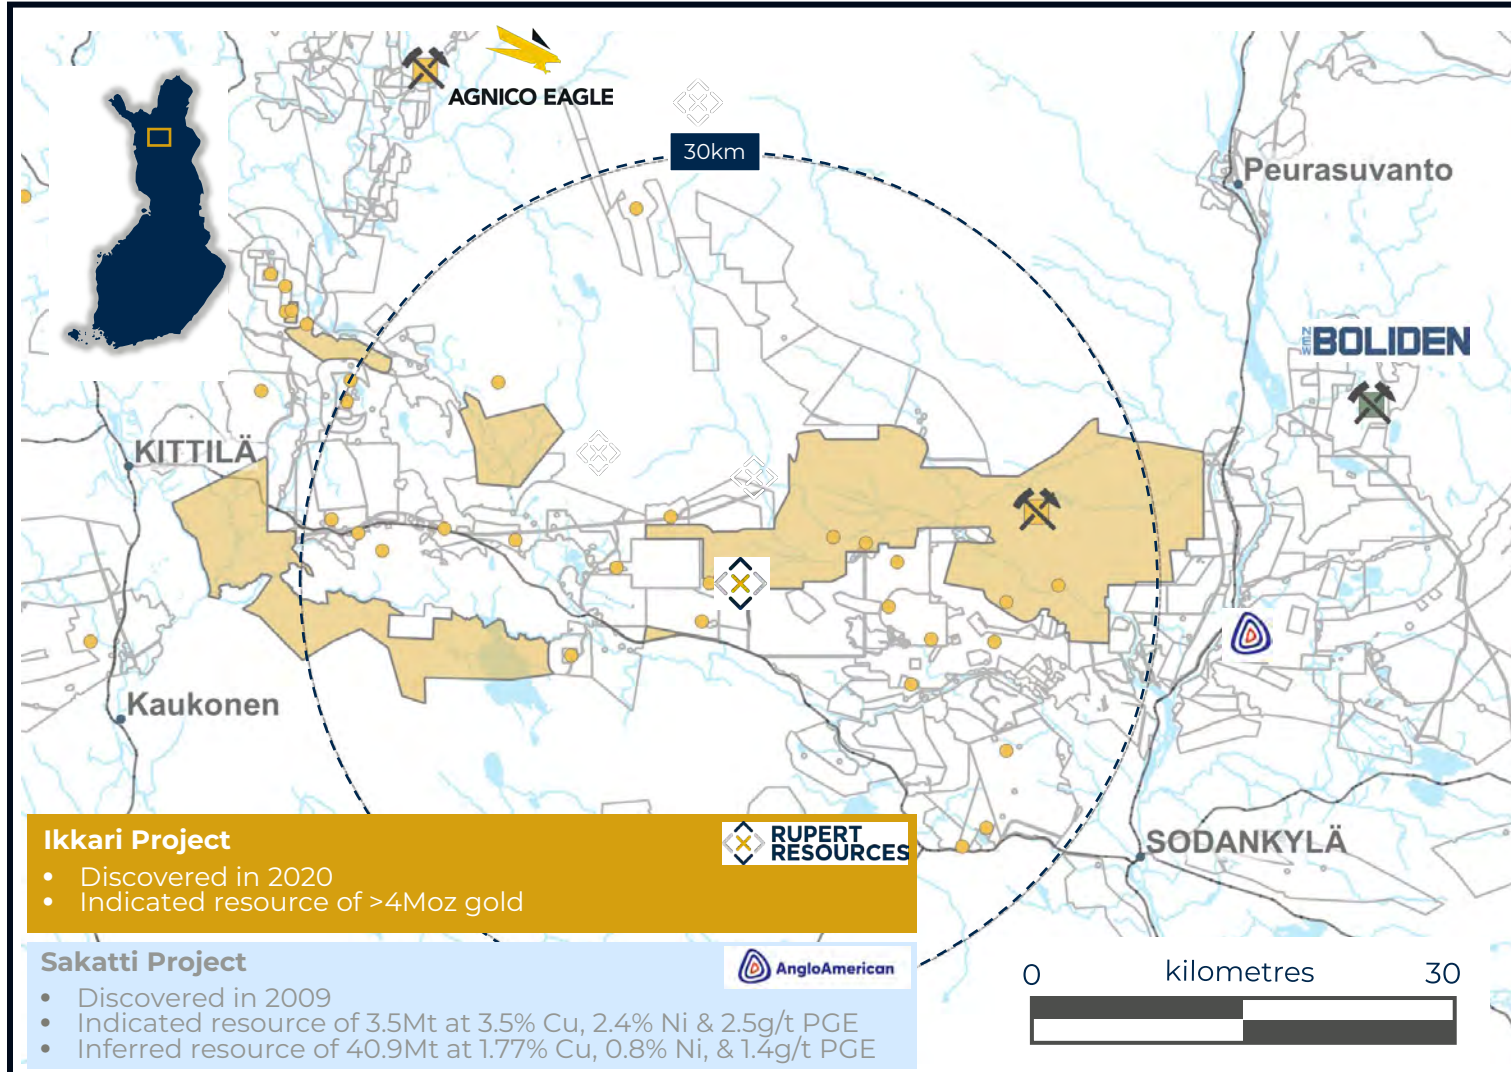 AGNICO EAGLE
30km
Peurasuvanto
NEW BOLIDEN
KITTILÄ
Kaukonen
SODANKYLÄ
Ikkari Project
RUPERT
RESOURCES
• Discovered in 2020
• Indicated resource of >4Moz gold
Sakatti Project
AngloAmerican
• Discovered in 2009
• Indicated resource of 3.5Mt at 3.5% Cu, 2.4% Ni & 2.5g/t PGE
• Inferred resource of 40.9Mt at 1.77% Cu, 0.8% Ni, & 1.4g/t PGE
0 kilometres 30